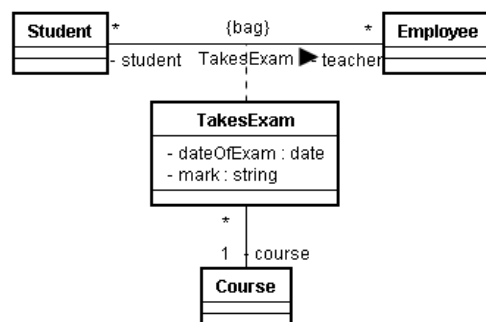 Student * {bag} * Employee
- student TakesExam ▶ - teacher
TakesExam
- dateOfExam : date
- mark : string
*
1 - course
Course